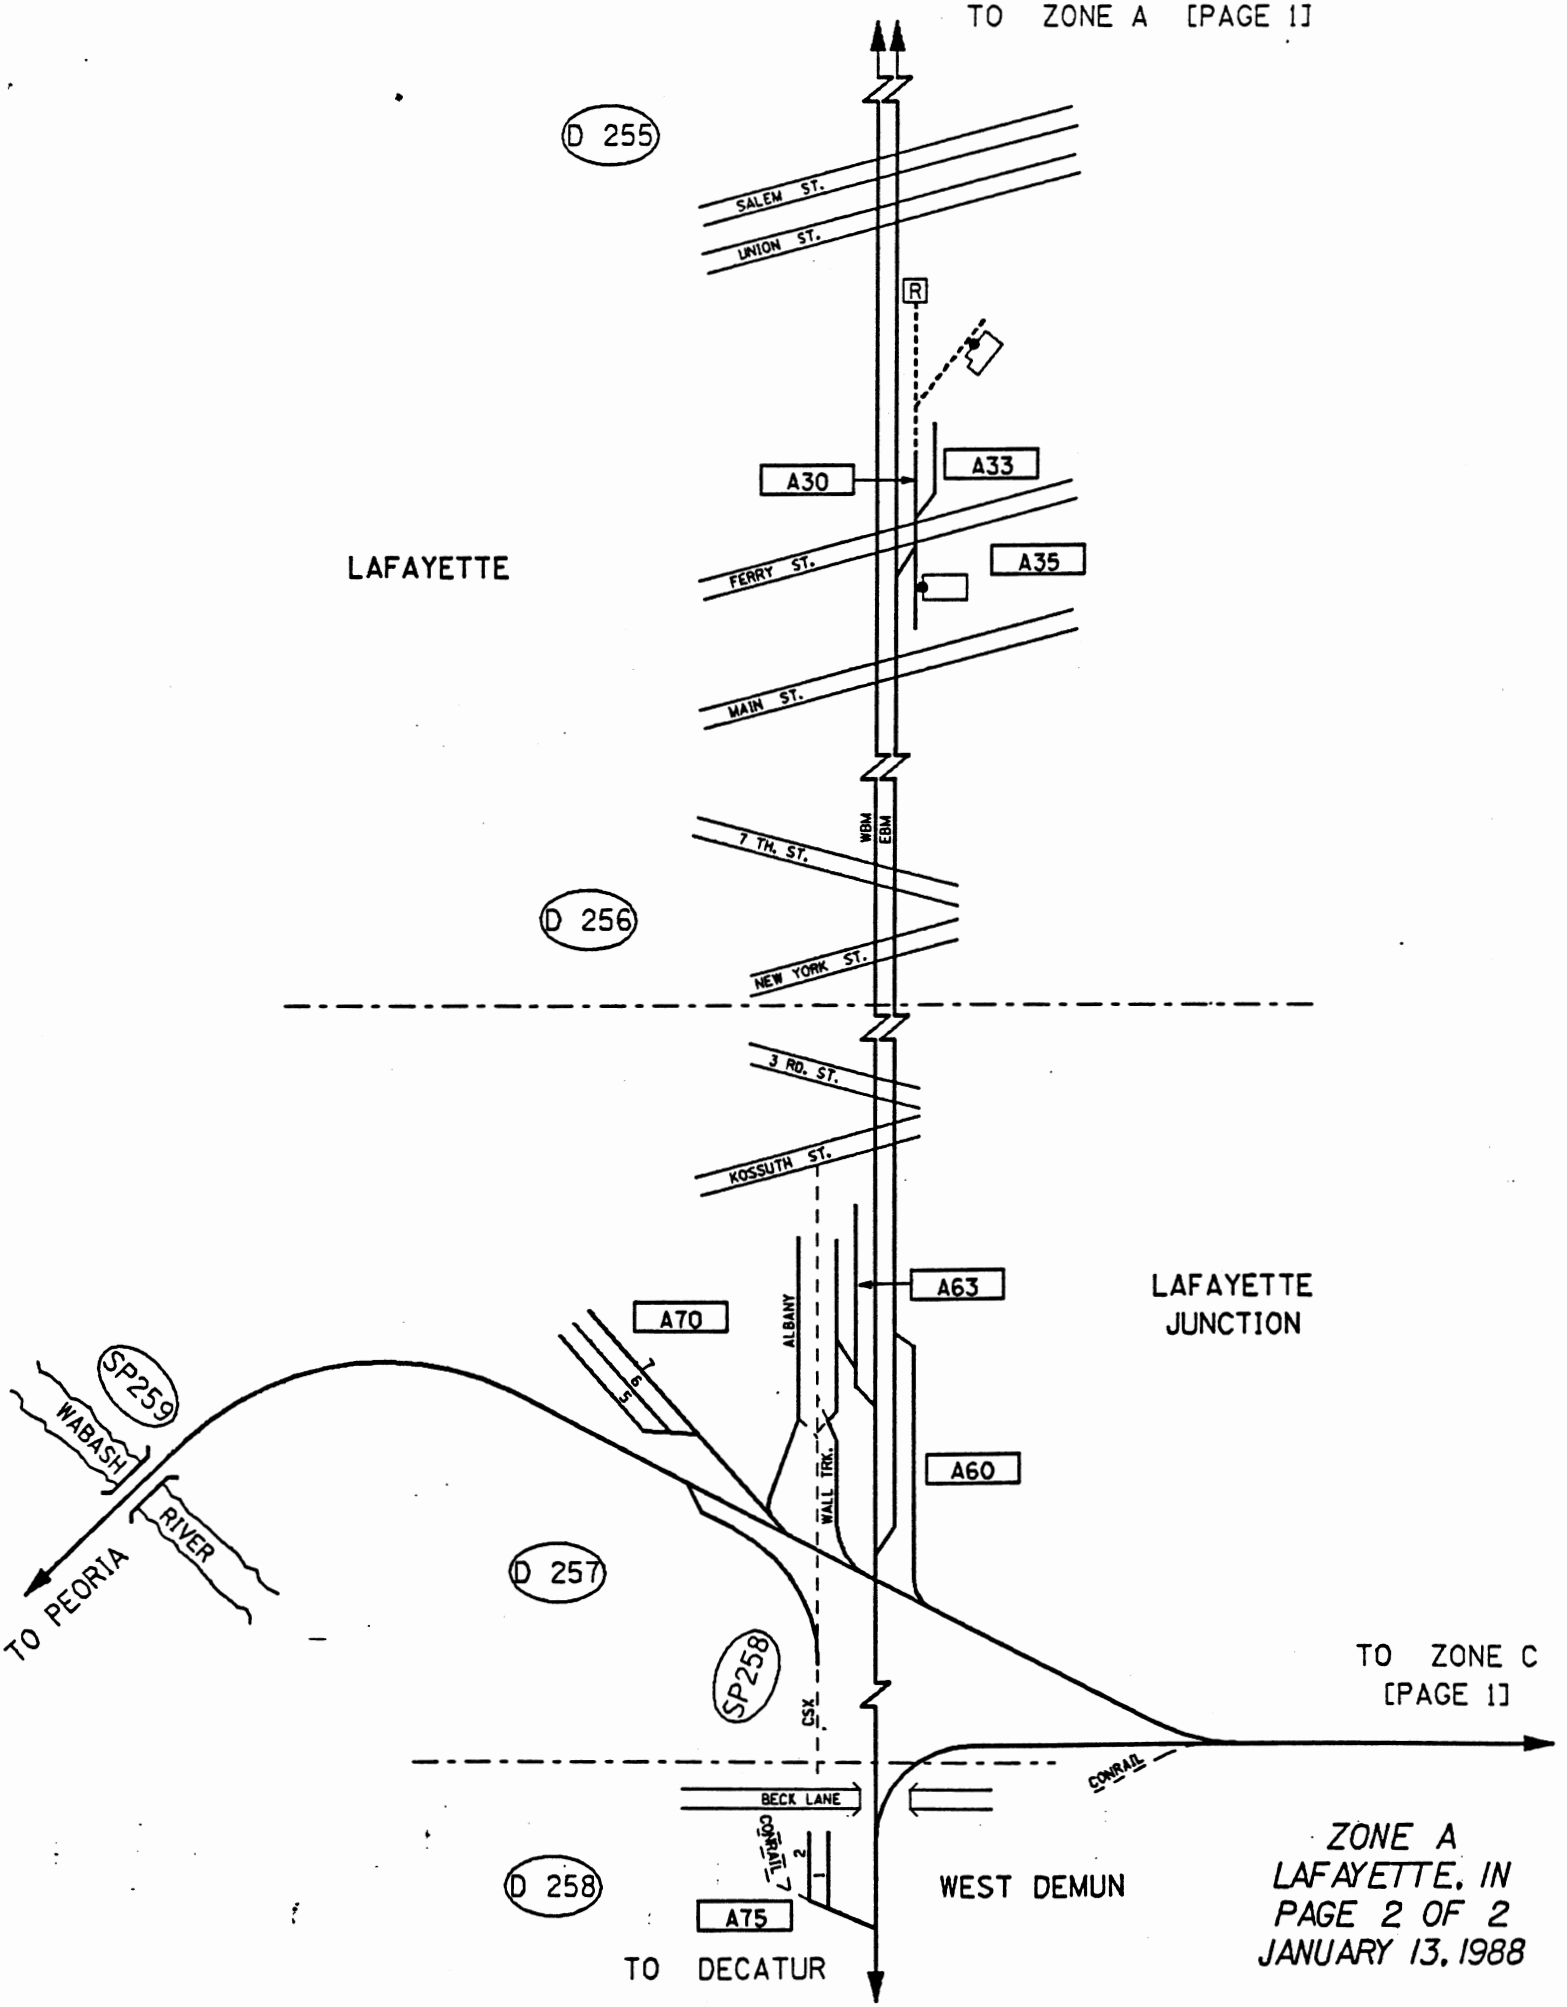 TO ZONE A [PAGE 1]
D 255
SALEM ST.
UNION ST.
R
A33
A30
LAFAYETTE
FERRY ST.
A35
MAIN ST.
WBM
EBM
7 TH. ST.
D 256
NEW YORK ST.
3 RD. ST.
KOSSUTH ST.
A63
LAFAYETTE
JUNCTION
A70
ALBANY
7
6
5
SP259
WABASH
RIVER
A60
WALL TRK.
TO PEORIA
D 257
SP258
CSX
TO ZONE C
[PAGE 1]
CONRAIL
BECK LANE
CONRAIL
2
1
D 258
WEST DEMUN
A75
TO DECATUR
ZONE A
LAFAYETTE, IN
PAGE 2 OF 2
JANUARY 13, 1988